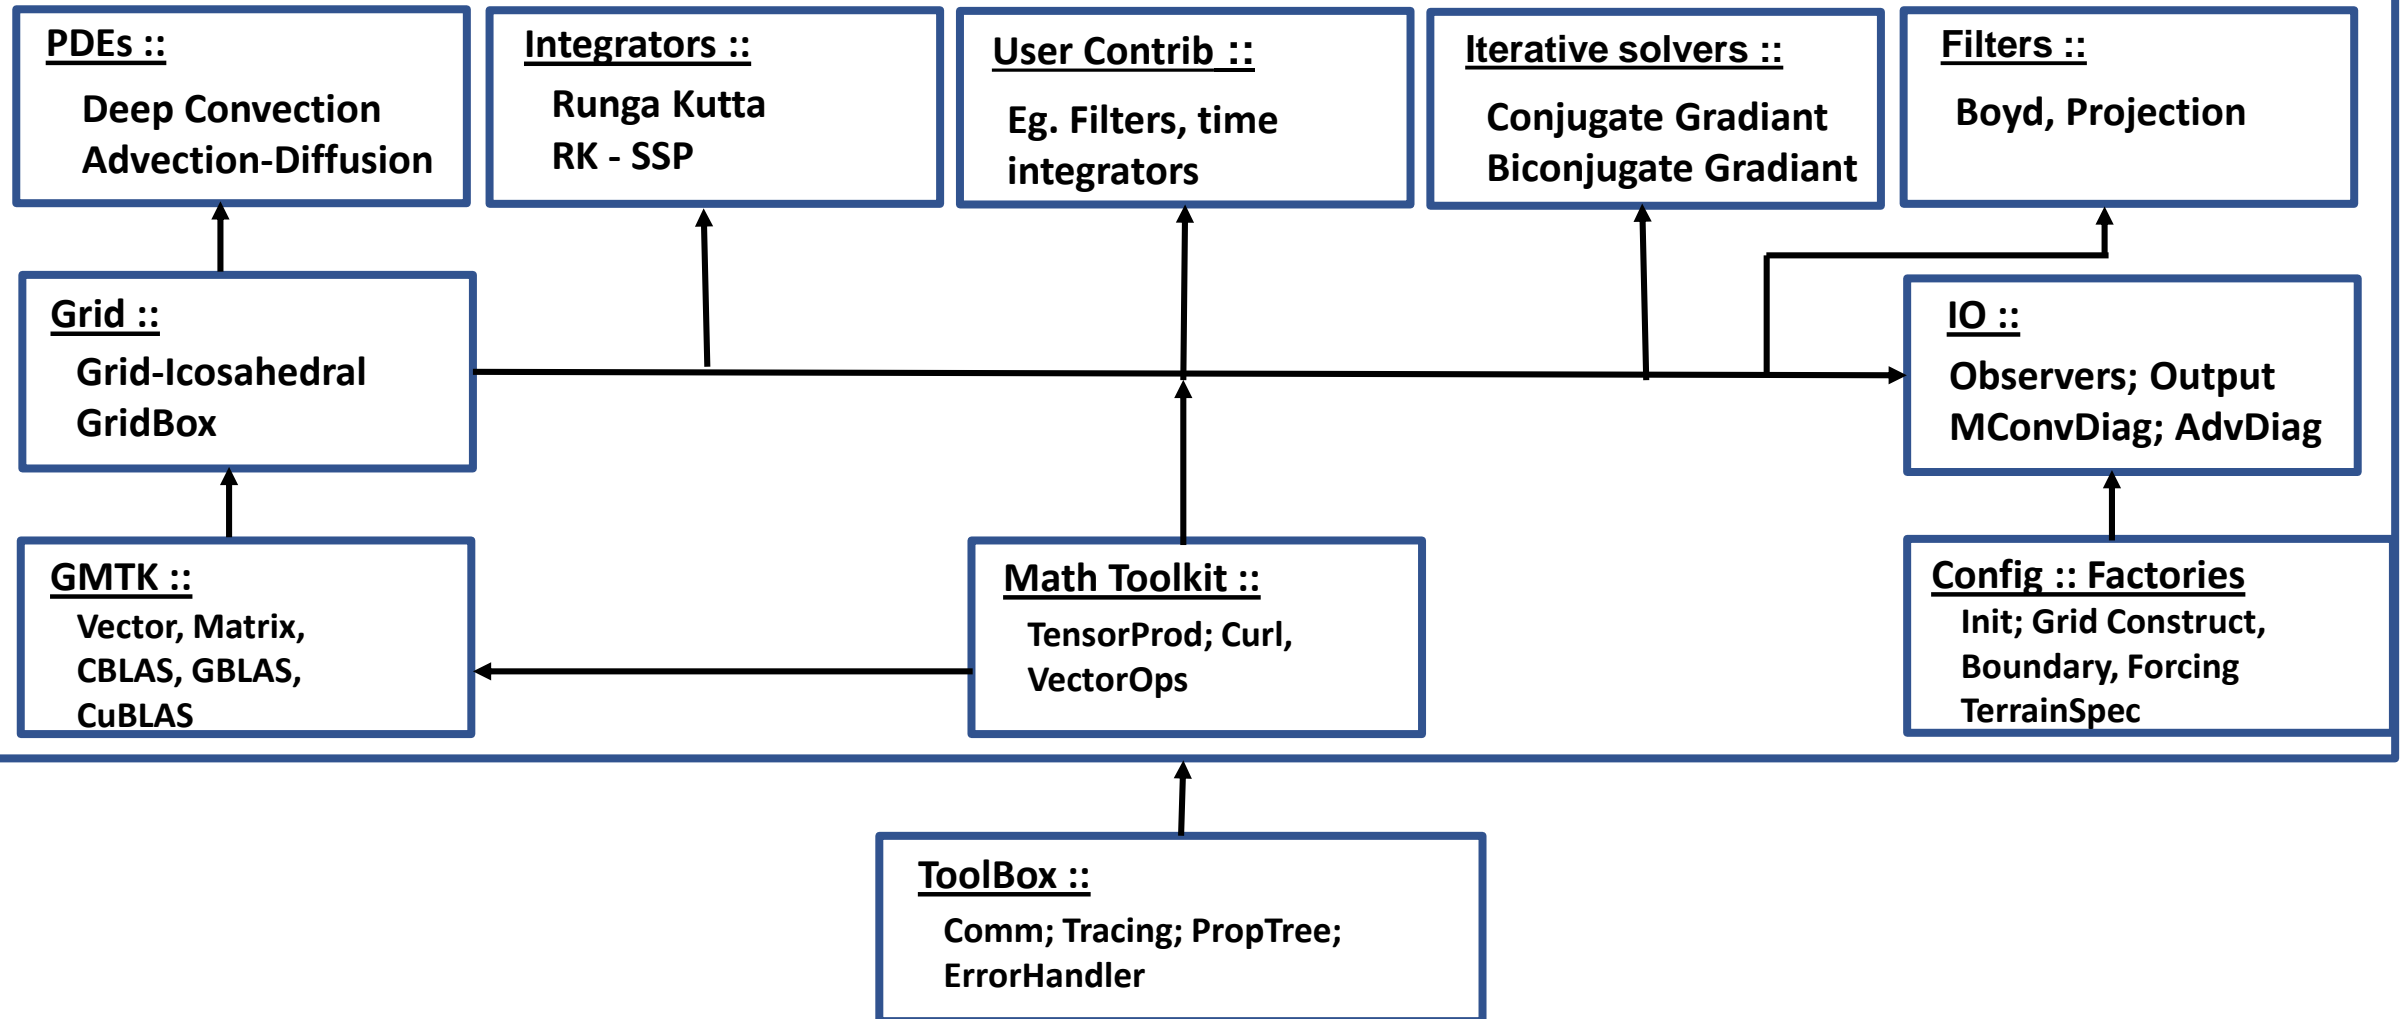 PDEs ::
Deep Convection
Advection-Diffusion
Integrators ::
Runga Kutta
RK - SSP
User Contrib ::
Eg. Filters, time
integrators
Iterative solvers ::
Conjugate Gradiant
Biconjugate Gradiant
Filters ::
Boyd, Projection
Grid ::
Grid-Icosahedral
GridBox
IO ::
Observers; Output
MConvDiag; AdvDiag
GMTK ::
Vector, Matrix,
CBLAS, GBLAS,
CuBLAS
Math Toolkit ::
TensorProd; Curl,
VectorOps
Config :: Factories
Init; Grid Construct,
Boundary, Forcing
TerrainSpec
ToolBox ::
Comm; Tracing; PropTree;
ErrorHandler